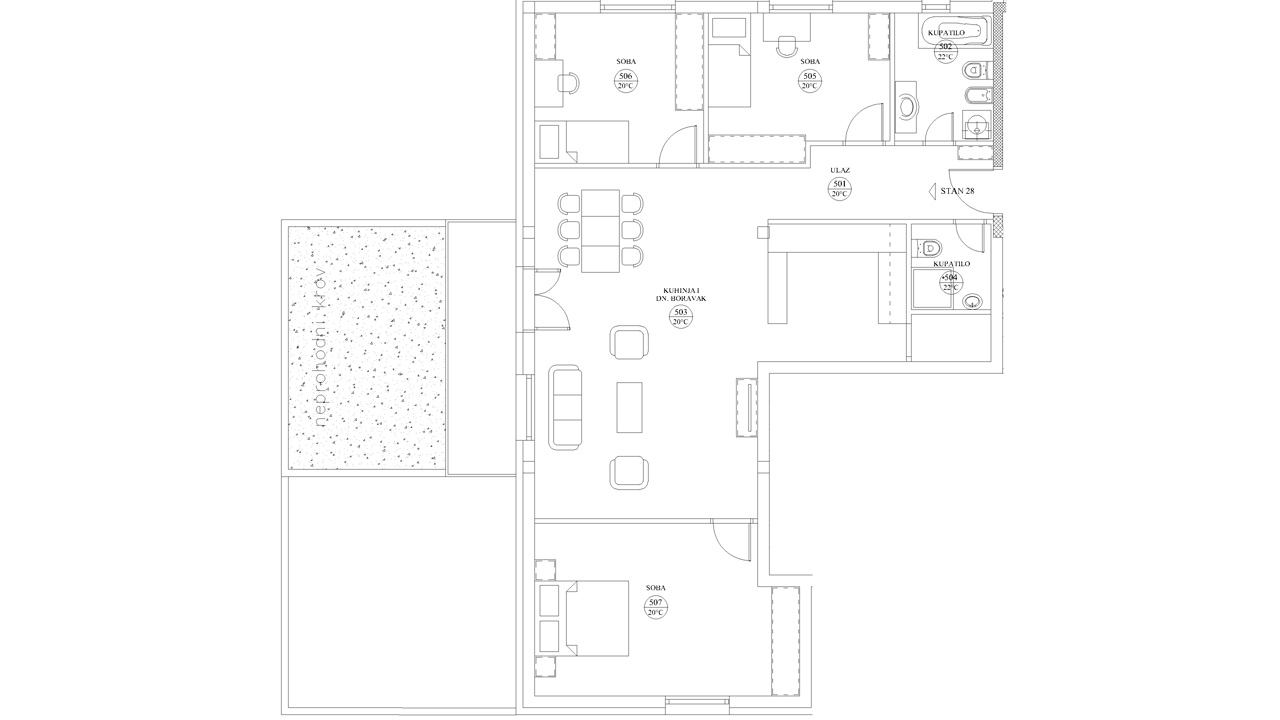 KUPATILO
502
22°C
SOBA
506
20°C
SOBA
505
20°C
ULAZ
501
20°C
STAN 28
KUPATILO
504
22°C
KUHINJA I
DN. BORAVAK
503
20°C
neprohodni krov
SOBA
507
20°C